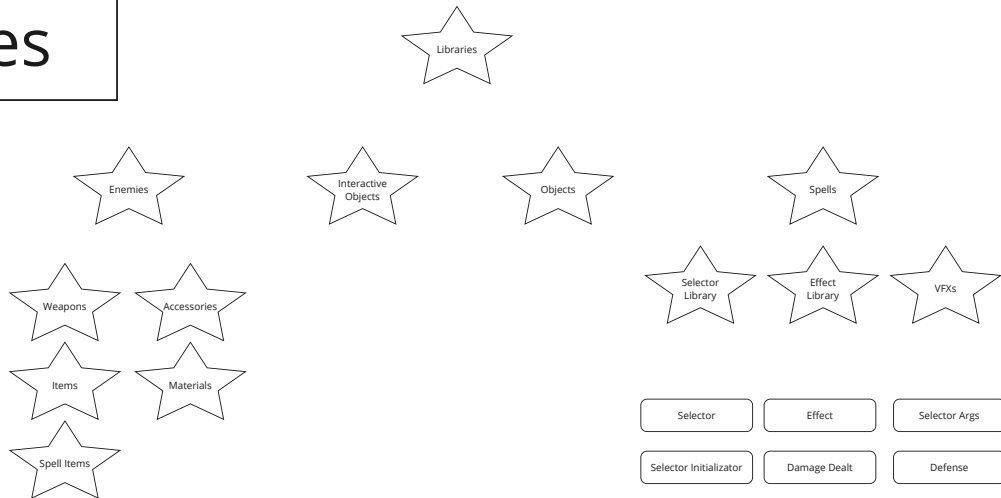 es
Libraries
Enemies
Interactive
Objects
Objects
Spells
Selector
Library
Effect
Library
VFXs
Weapons
Accessories
Items
Materials
Spell Items
Selector
Effect
Selector Args
Selector Initializator
Damage Dealt
Defense